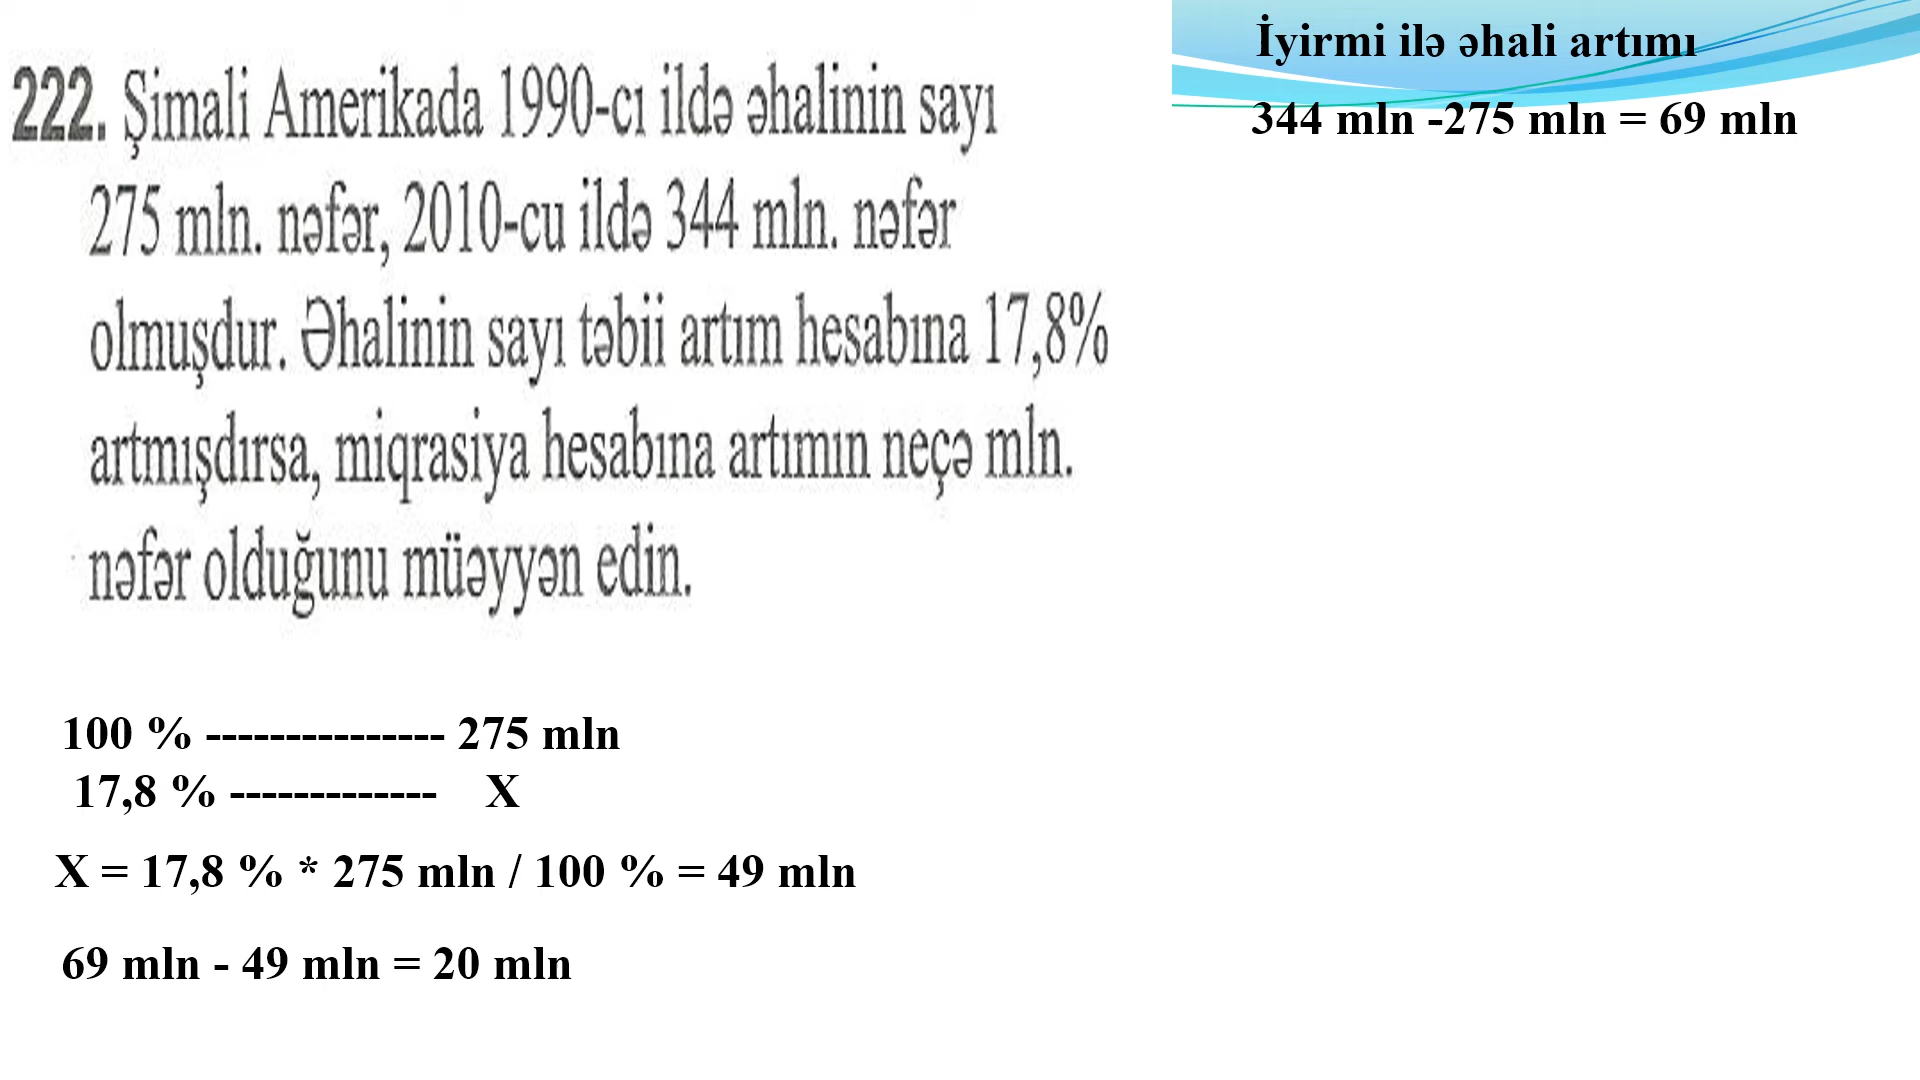 222. Şimali Amerikada 1990-cı ildə əhalinin sayı
275 mln. nəfər, 2010-cu ildə 344 mln. nəfər
olmuşdur. Əhalinin sayı təbii artım hesabına 17,8%
artmışdırsa, miqrasiya hesabına artımın neçə mln.
nəfər olduğunu müəyyən edin.
İyirmi ilə əhali artımı
344 mln -275 mln = 69 mln
100 % --------------- 275 mln
17,8 % ------------- X
X = 17,8 % * 275 mln / 100 % = 49 mln
69 mln - 49 mln = 20 mln